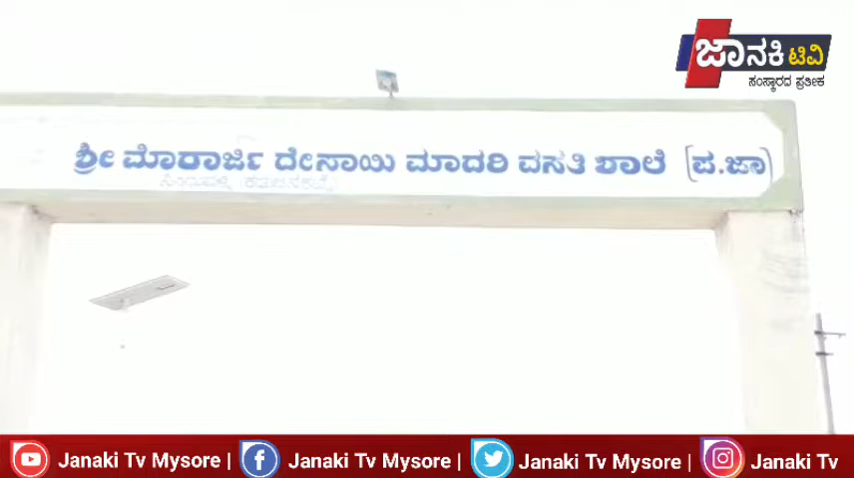 ಜಾನಕಿ ಟಿವಿ
ಸಂಸ್ಕಾರದ ಪ್ರತೀಕ
ಶ್ರೀ ಮೊರಾರ್ಜಿ ದೇಸಾಯಿ ಮಾದರಿ ವಸತಿ ಶಾಲೆ (ಪ.ಜಾ)
Janaki Tv Mysore | Janaki Tv Mysore | Janaki Tv Mysore | Janaki Tv